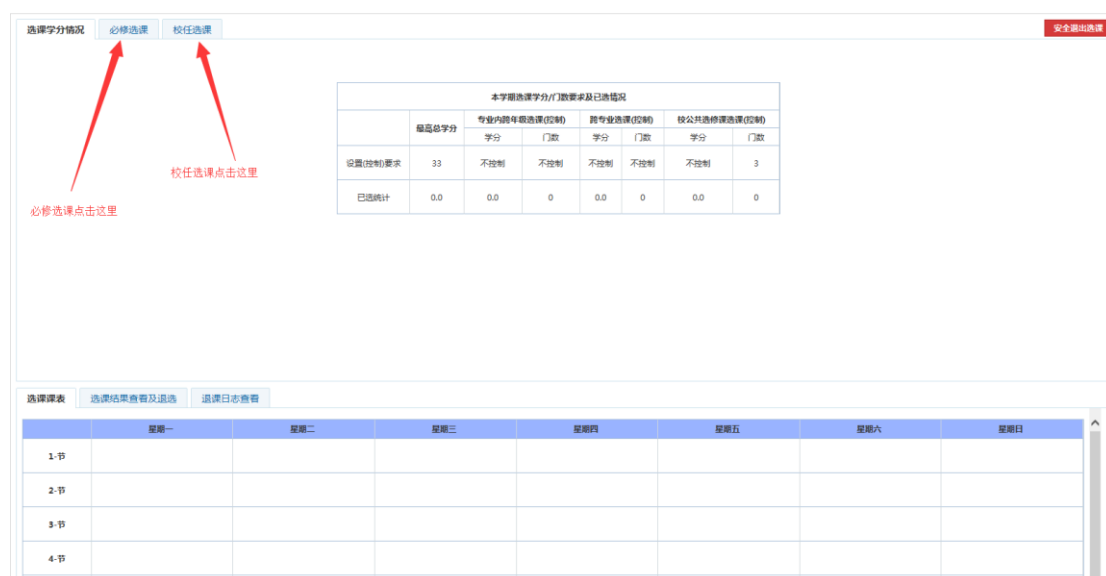 选课学分情况 必修选课 校任选课 安全退出选课
本学期选课学分/门数要求及已选情况
最高总学分 专业内跨年级选课(控制) 跨专业选课(控制) 校公共选修课选课(控制)
学分 门数 学分 门数 学分 门数
设置(控制)要求 33 不控制 不控制 不控制 不控制 不控制 3
校任选课点击这里
已选统计 0.0 0.0 0 0.0 0 0.0 0
必修选课点击这里
选课课表 选课结果查看及退选 退课日志查看
星期一 星期二 星期三 星期四 星期五 星期六 星期日
1-节
2-节
3-节
4-节